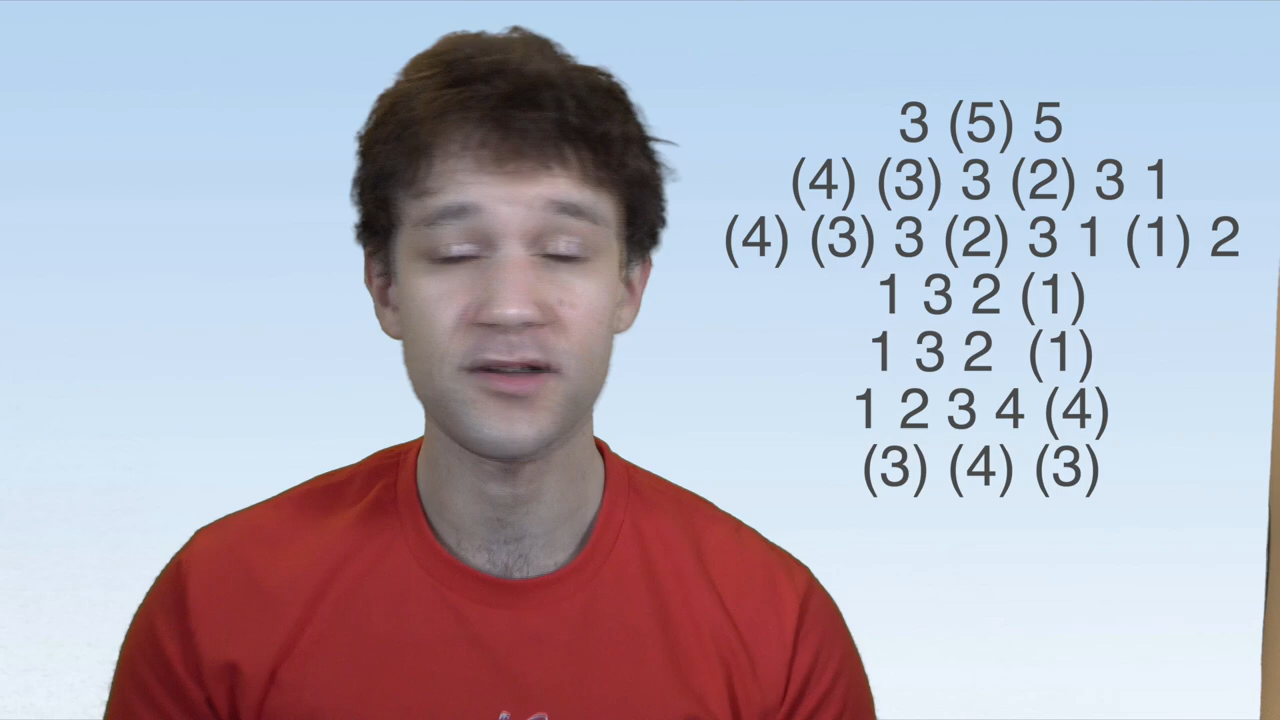 3 (5) 5
(4) (3) 3 (2) 3 1
(4) (3) 3 (2) 3 1 (1) 2
1 3 2 (1)
1 3 2 (1)
1 2 3 4 (4)
(3) (4) (3)